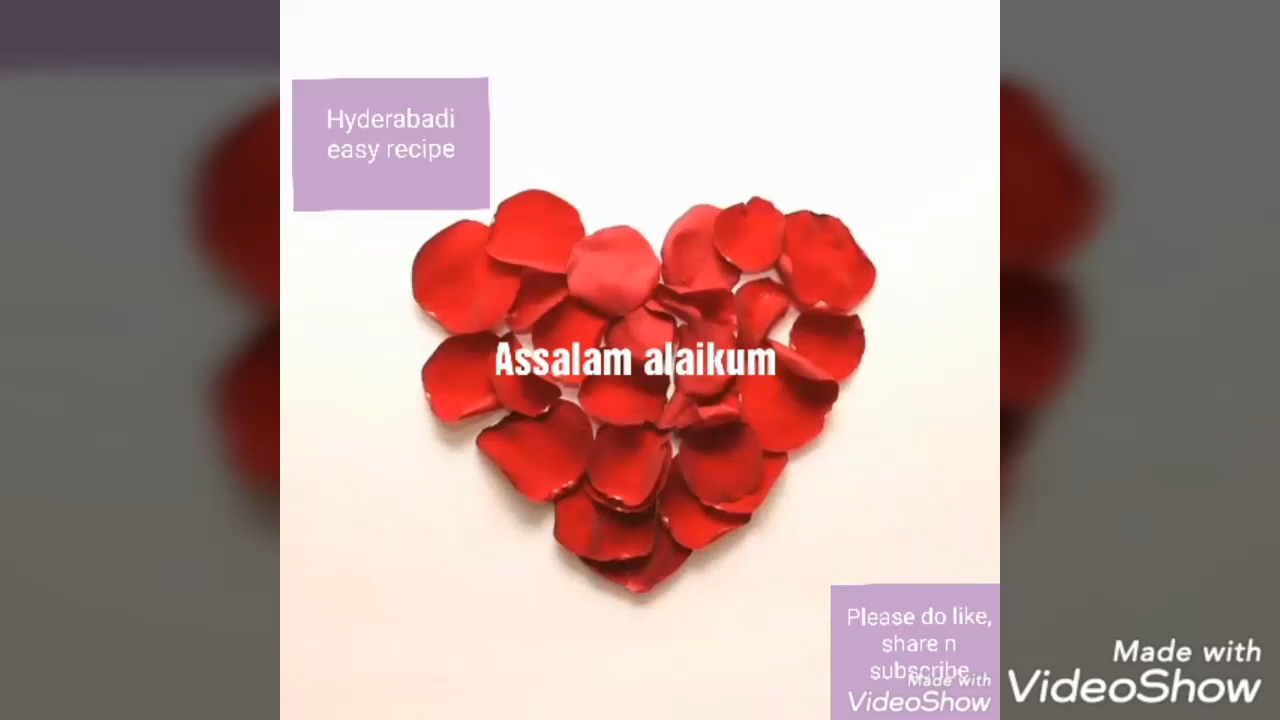 Hyderabadi
easy recipe
Assalam alaikum
Please do like,
share n
subscribe
Made with
VideoShow
Made with
VideoShow